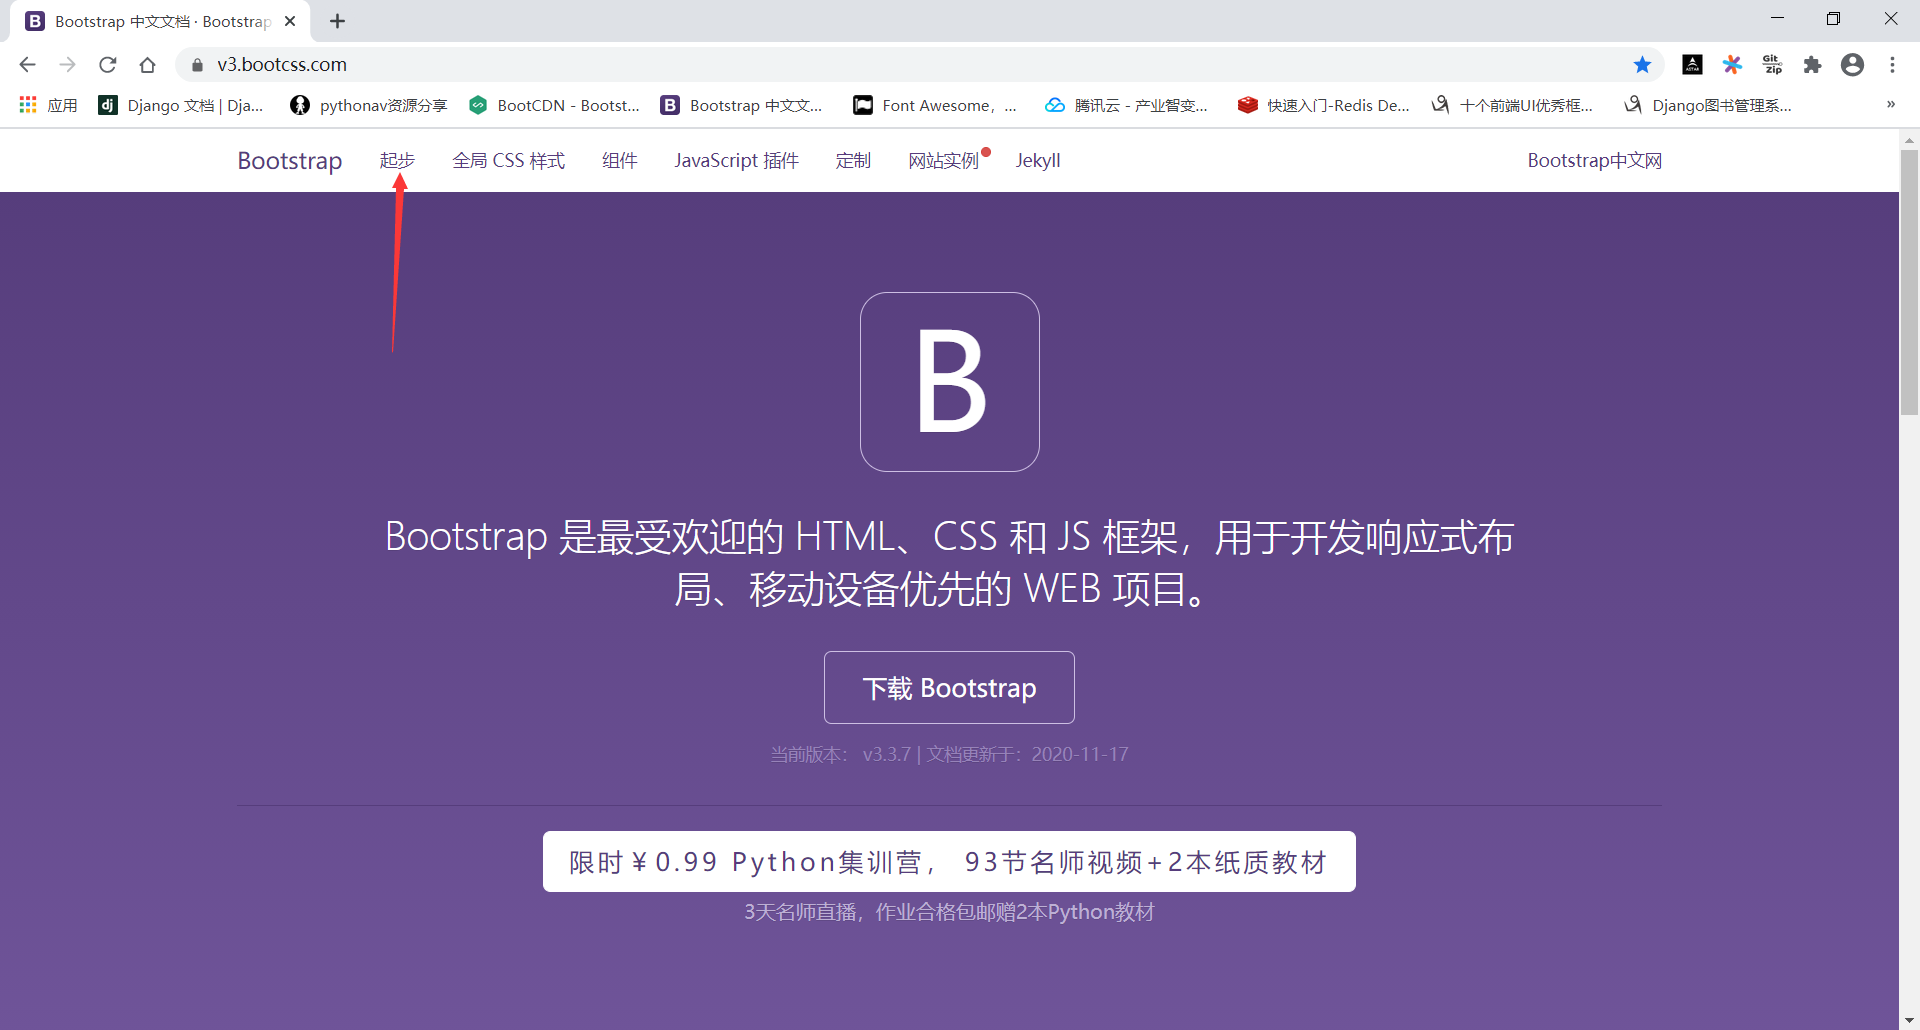 Bootstrap 中文文档 · Bootstrap
v3.bootcss.com
Git Zip
应用
Django 文档 | Dja...
pythonav资源分享
BootCDN - Bootst...
Bootstrap 中文文...
Font Awesome，...
腾讯云 - 产业智变...
快速入门-Redis De...
十个前端UI优秀框...
Django图书管理系...
»
Bootstrap
起步
全局 CSS 样式
组件
JavaScript 插件
定制
网站实例
Jekyll
Bootstrap中文网
B
Bootstrap 是最受欢迎的 HTML、CSS 和 JS 框架，用于开发响应式布
局、移动设备优先的 WEB 项目。
下载 Bootstrap
当前版本： v3.3.7 | 文档更新于：2020-11-17
限时￥0.99 Python集训营， 93节名师视频+2本纸质教材
3天名师直播，作业合格包邮赠2本Python教材